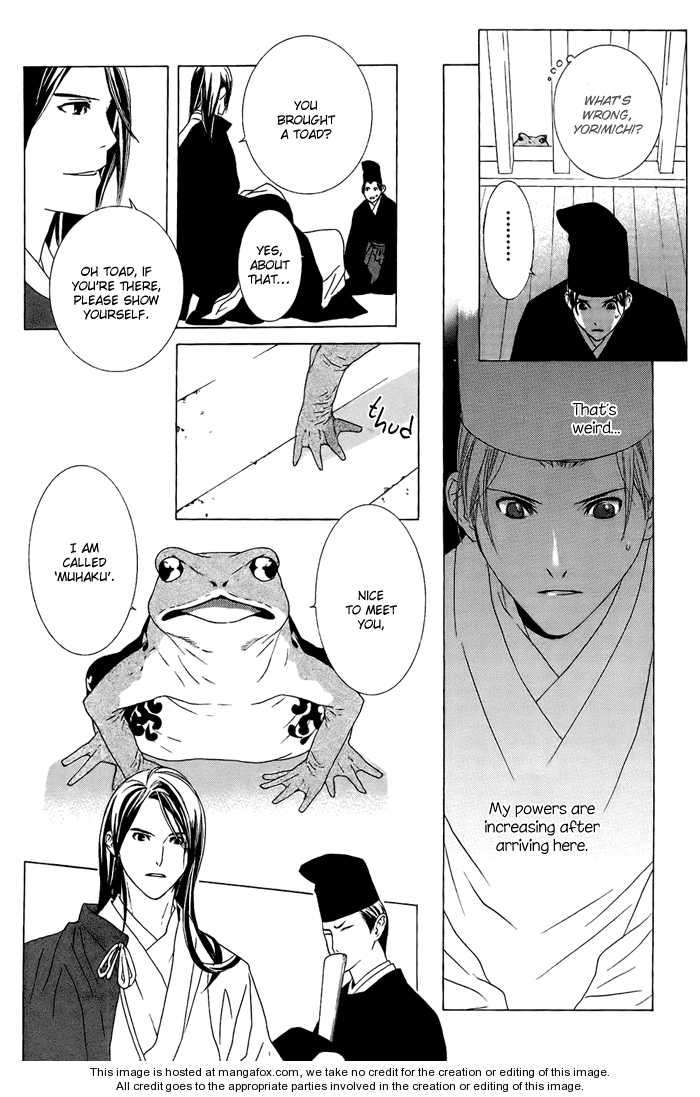 WHAT'S
WRONG,
YORIMICHI?
........
That's
weird...
My powers are
increasing after
arriving here.
YOU
BROUGHT
A TOAD?
YES,
ABOUT
THAT...
OH TOAD, IF
YOU'RE THERE,
PLEASE SHOW
YOURSELF.
thud
NICE
TO MEET
YOU,
I AM
CALLED
'MUHAKU'.
This image is hosted at mangafox.com, we take no credit for the creation or editing of this image.
All credit goes to the appropriate parties involved in the creation or editing of this image.